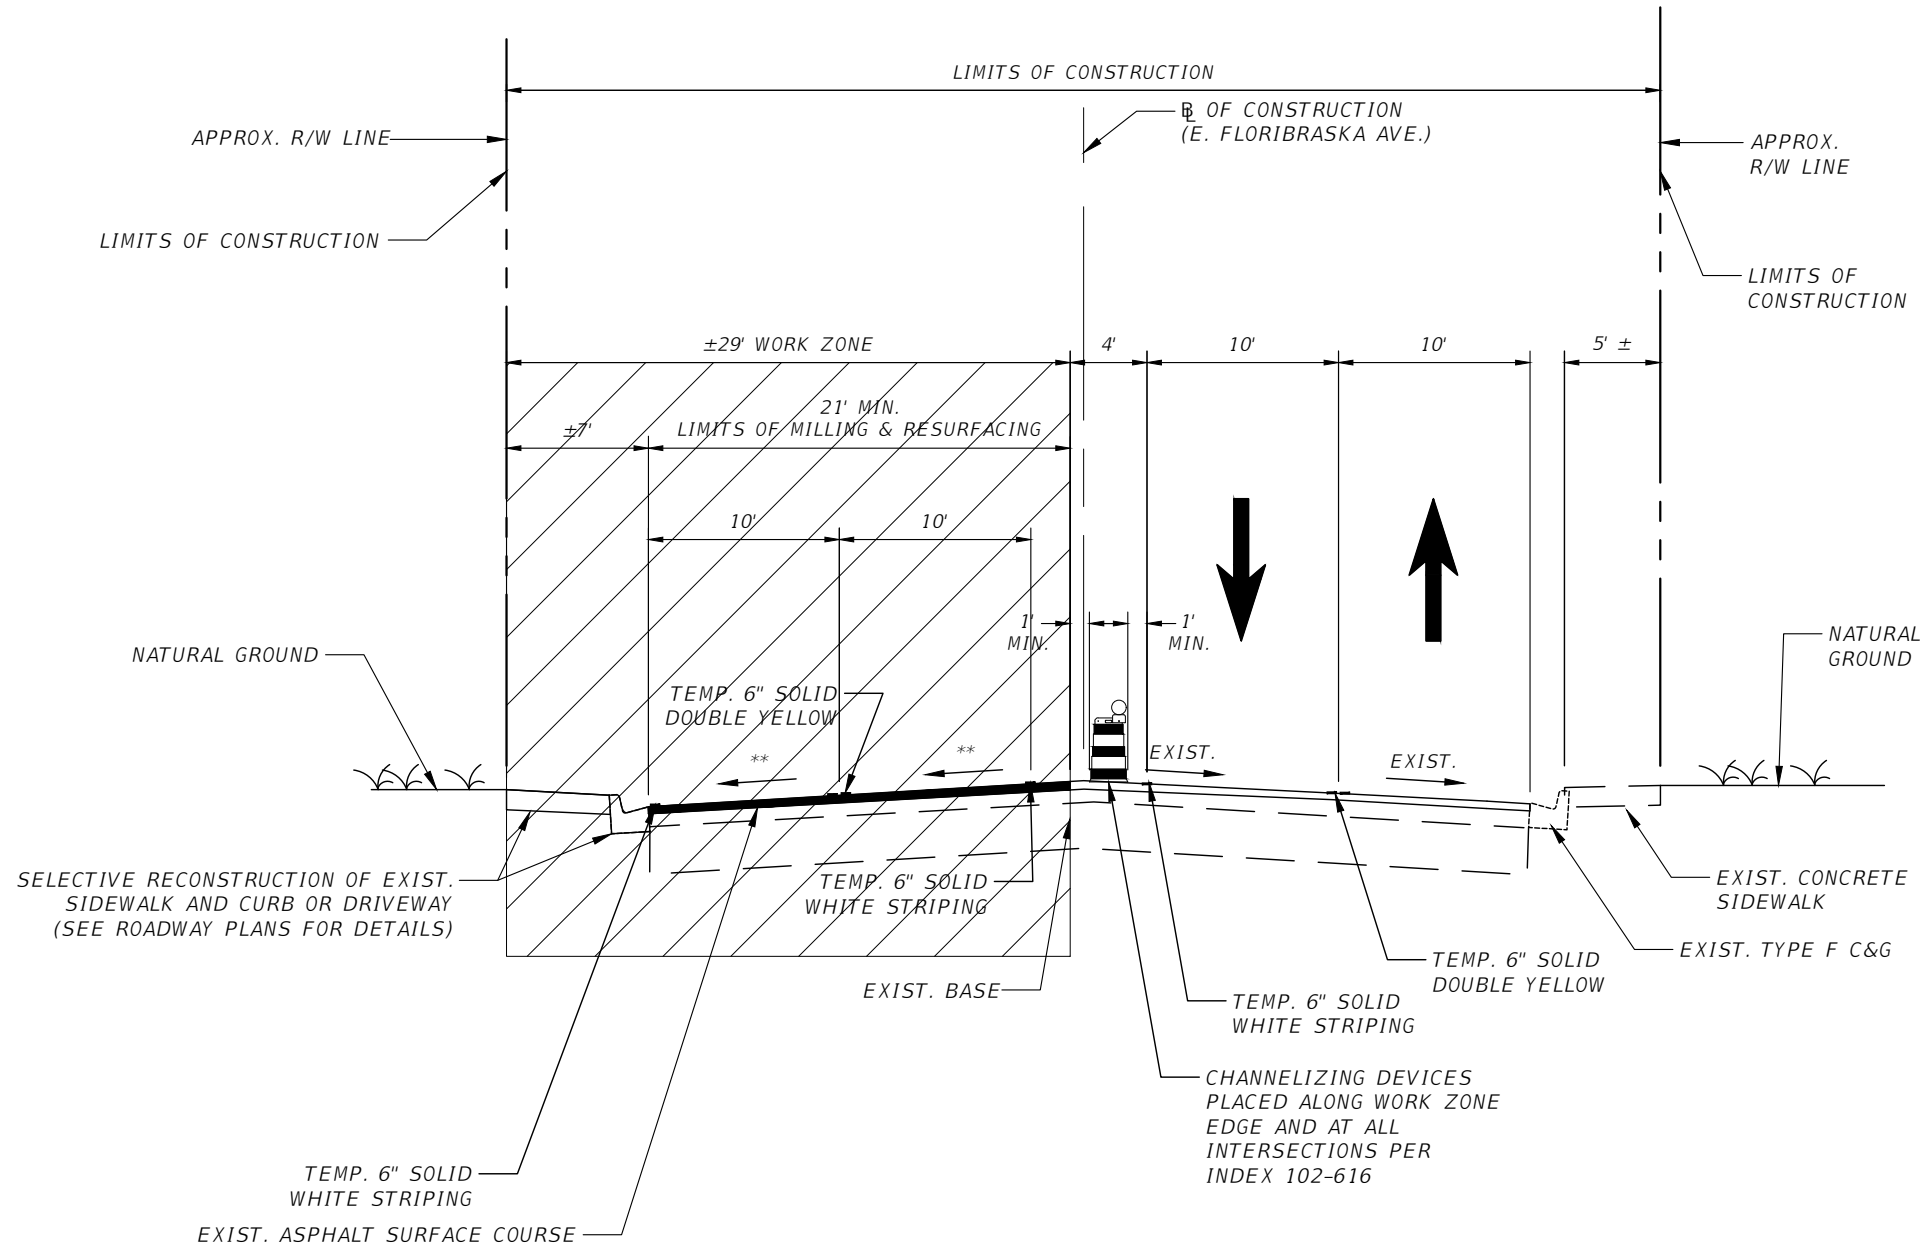 LIMITS OF CONSTRUCTION
APPROX. R/W LINE
BL OF CONSTRUCTION
(E. FLORIBRASKA AVE.)
APPROX.
R/W LINE
LIMITS OF CONSTRUCTION
LIMITS OF
CONSTRUCTION
±29' WORK ZONE
4'
10'
10'
5' ±
21' MIN.
±7'
LIMITS OF MILLING & RESURFACING
10'
10'
1'
MIN.
1'
MIN.
NATURAL GROUND
NATURAL
GROUND
TEMP. 6" SOLID
DOUBLE YELLOW
**
**
EXIST.
EXIST.
SELECTIVE RECONSTRUCTION OF EXIST.
SIDEWALK AND CURB OR DRIVEWAY
(SEE ROADWAY PLANS FOR DETAILS)
TEMP. 6" SOLID
WHITE STRIPING
EXIST. CONCRETE
SIDEWALK
EXIST. TYPE F C&G
EXIST. BASE
TEMP. 6" SOLID
DOUBLE YELLOW
TEMP. 6" SOLID
WHITE STRIPING
CHANNELIZING DEVICES
PLACED ALONG WORK ZONE
EDGE AND AT ALL
INTERSECTIONS PER
INDEX 102-616
TEMP. 6" SOLID
WHITE STRIPING
EXIST. ASPHALT SURFACE COURSE